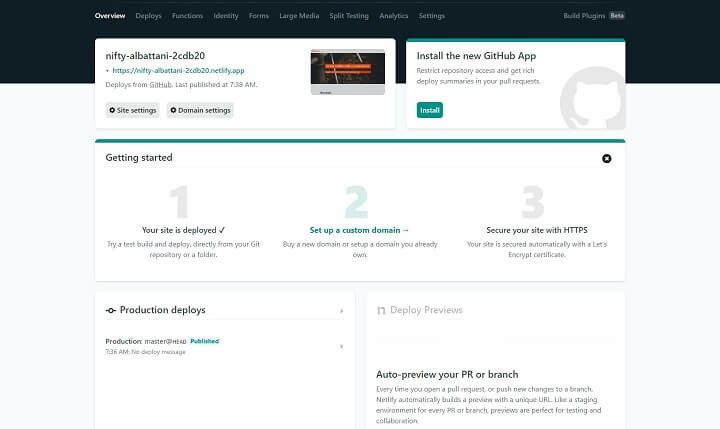 Overview Deploys Functions Identity Forms Large Media Split Testing Analytics Settings Build Plugins Beta
nifty-albattani-2cdb20
• https://nifty-albattani-2cdb20.netlify.app
Deploys from GitHub. Last published at 7:38 AM.
Site settings Domain settings
Install the new GitHub App
Restrict repository access and get rich
deploy summaries in your pull requests.
Install
Getting started
1
Your site is deployed ✓
Try a test build and deploy, directly from your Git
repository or a folder.
2
Set up a custom domain →
Buy a new domain or setup a domain you already
own.
3
Secure your site with HTTPS
Your site is secured automatically with a Let's
Encrypt certificate.
Production deploys
Production: master@HEAD Published
7:36 AM: No deploy message
Deploy Previews
Auto-preview your PR or branch
Every time you open a pull request, or push new changes to a branch,
Netlify automatically builds a preview with a unique URL. Like a staging
environment for every PR or branch, previews are perfect for testing and
collaboration.